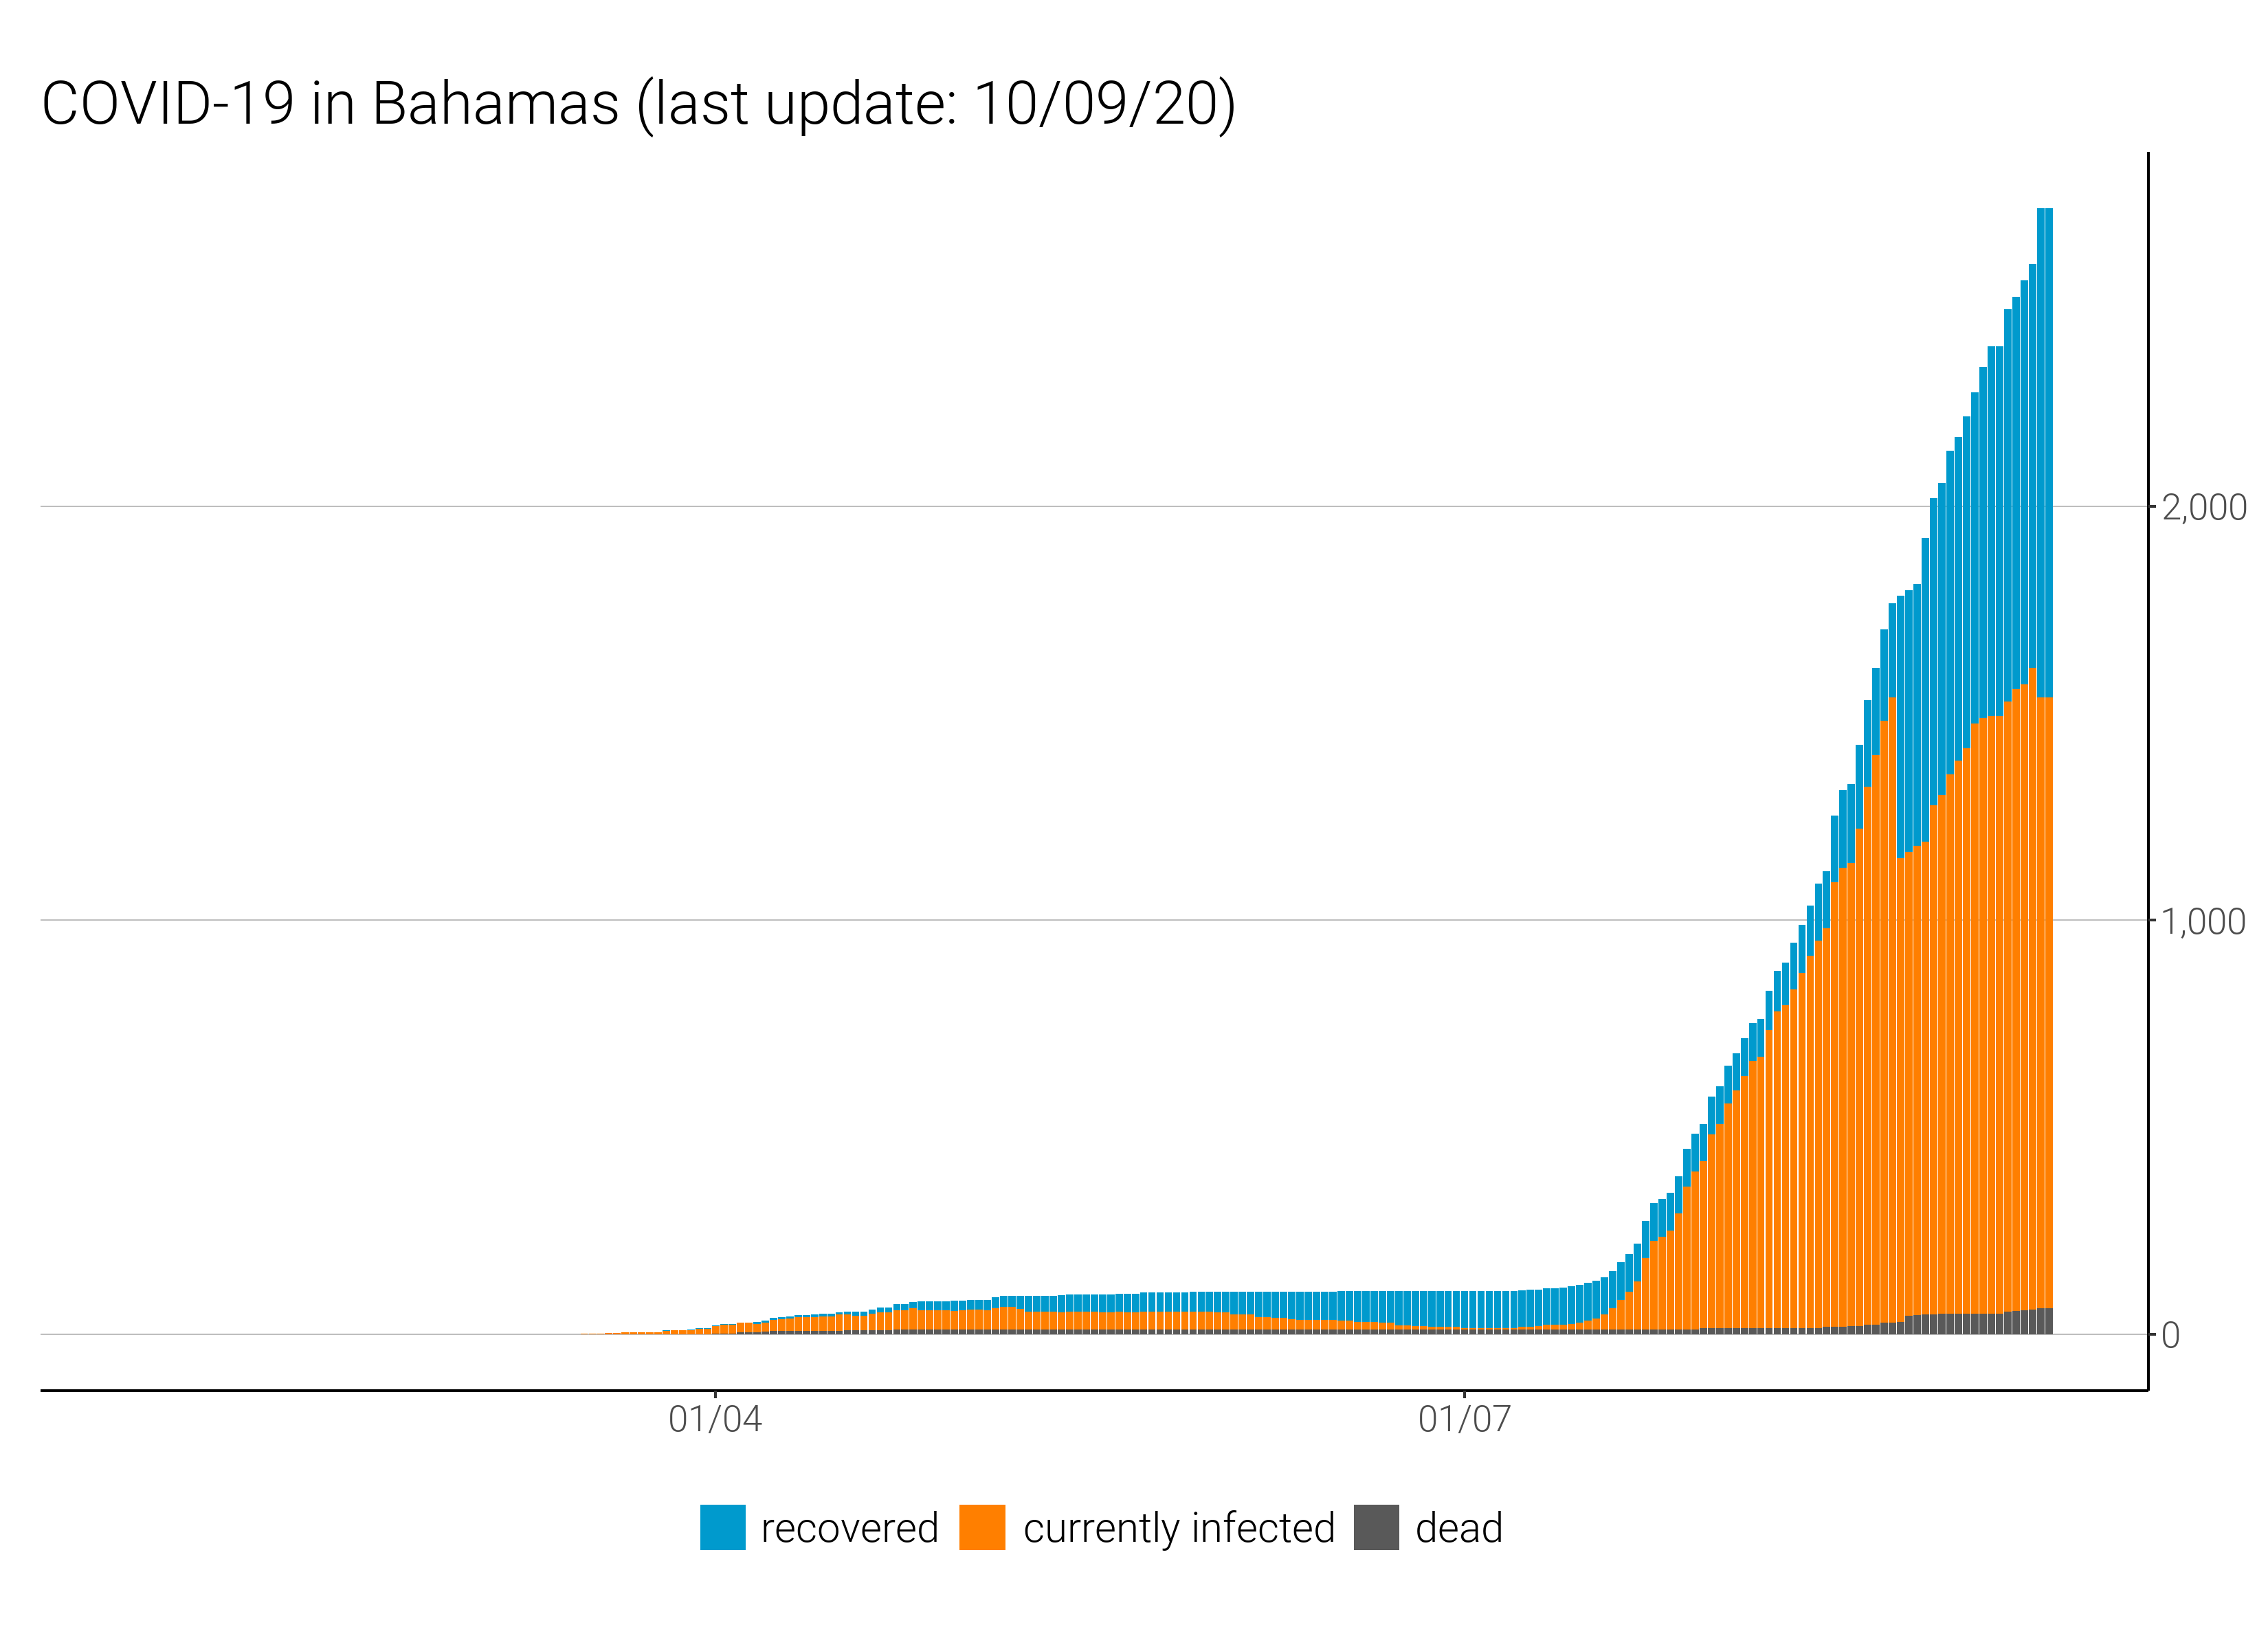 COVID-19 in Bahamas (last update: 10/09/20)
2,000
1,000
0
01/04 01/07
recovered currently infected dead